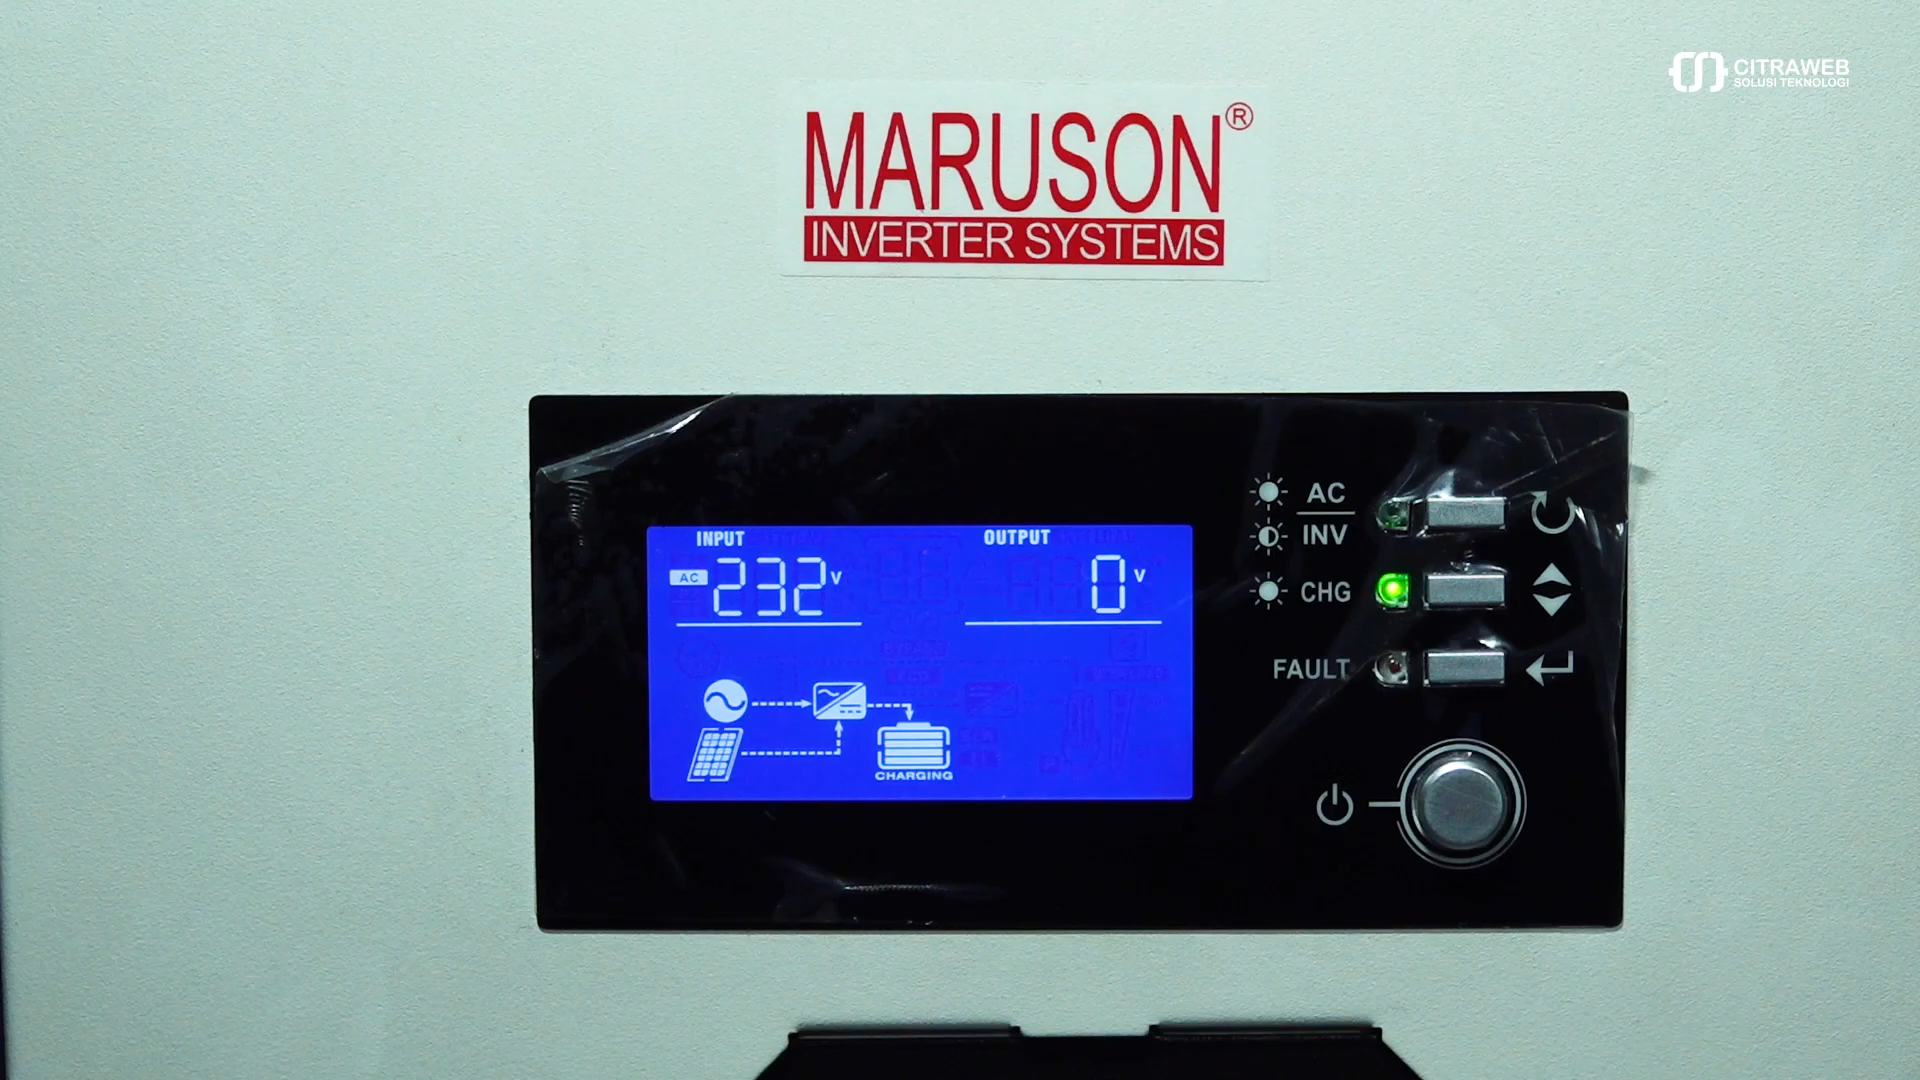 CITRAWEB
SOLUSI TEKNOLOGI
MARUSON®
INVERTER SYSTEMS
INPUT
OUTPUT
AC 232 V
0 V
CHARGING
AC
INV
CHG
FAULT